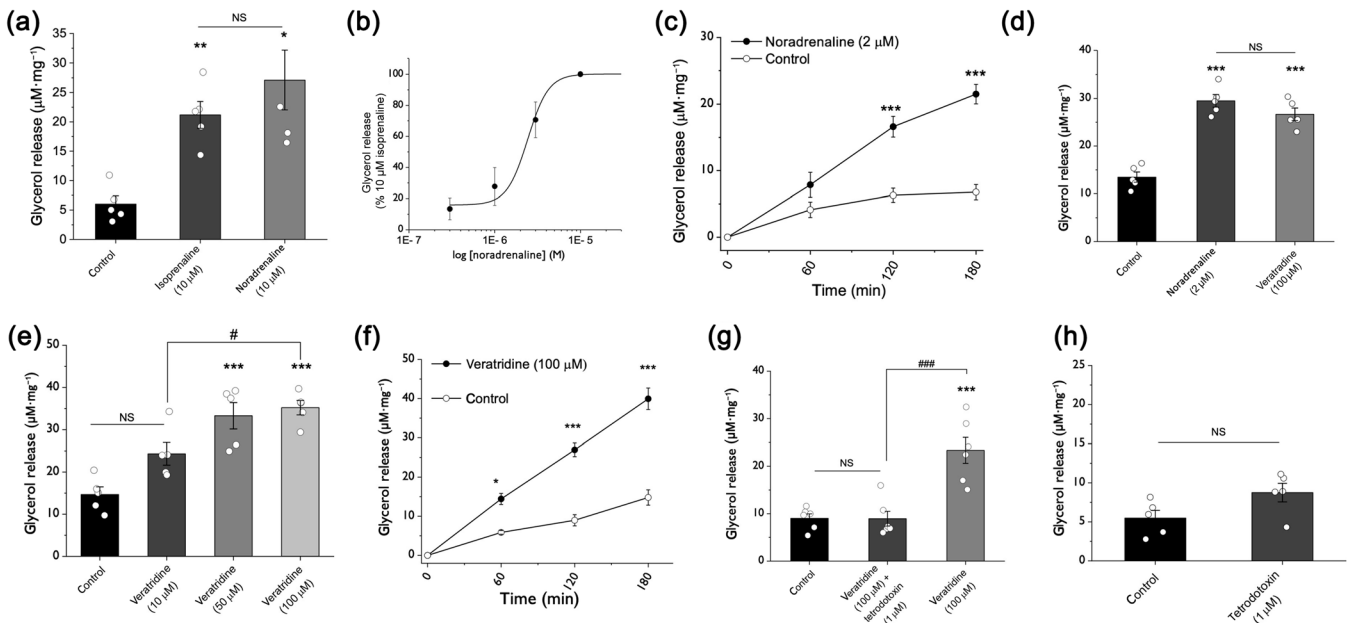 (a)
Glycerol release (µM·mg⁻¹)
35
30
25
20
15
10
5
0
NS
**
*
Control
Isoprenaline
(10 µM)
Noradrenaline
(10 µM)
(b)
Glycerol release
(% 10 µM isoprenaline)
100
80
60
40
20
0
1E-7
1E-6
1E-5
log [noradrenaline] (M)
(c)
Glycerol release (µM·mg⁻¹)
30
20
10
0
Noradrenaline (2 µM)
Control
***
***
0
60
120
180
Time (min)
(d)
Glycerol release (µM·mg⁻¹)
40
30
20
10
0
NS
***
***
Control
Noradrenaline
(2 µM)
Veratradine
(100 µM)
(e)
Glycerol release (µM·mg⁻¹)
50
40
30
20
10
0
#
NS
***
***
Control
Veratridine
(10 µM)
Veratridine
(50 µM)
Veratridine
(100 µM)
(f)
Glycerol release (µM·mg⁻¹)
50
40
30
20
10
0
Veratridine (100 µM)
Control
*
***
***
0
60
120
180
Time (min)
(g)
Glycerol release (µM·mg⁻¹)
40
30
20
10
0
###
NS
***
Control
Veratridine
(100 µM) +
tetrodotoxin
(1 µM)
Veratridine
(100 µM)
(h)
Glycerol release (µM·mg⁻¹)
25
20
15
10
5
0
NS
Control
Tetrodotoxin
(1 µM)